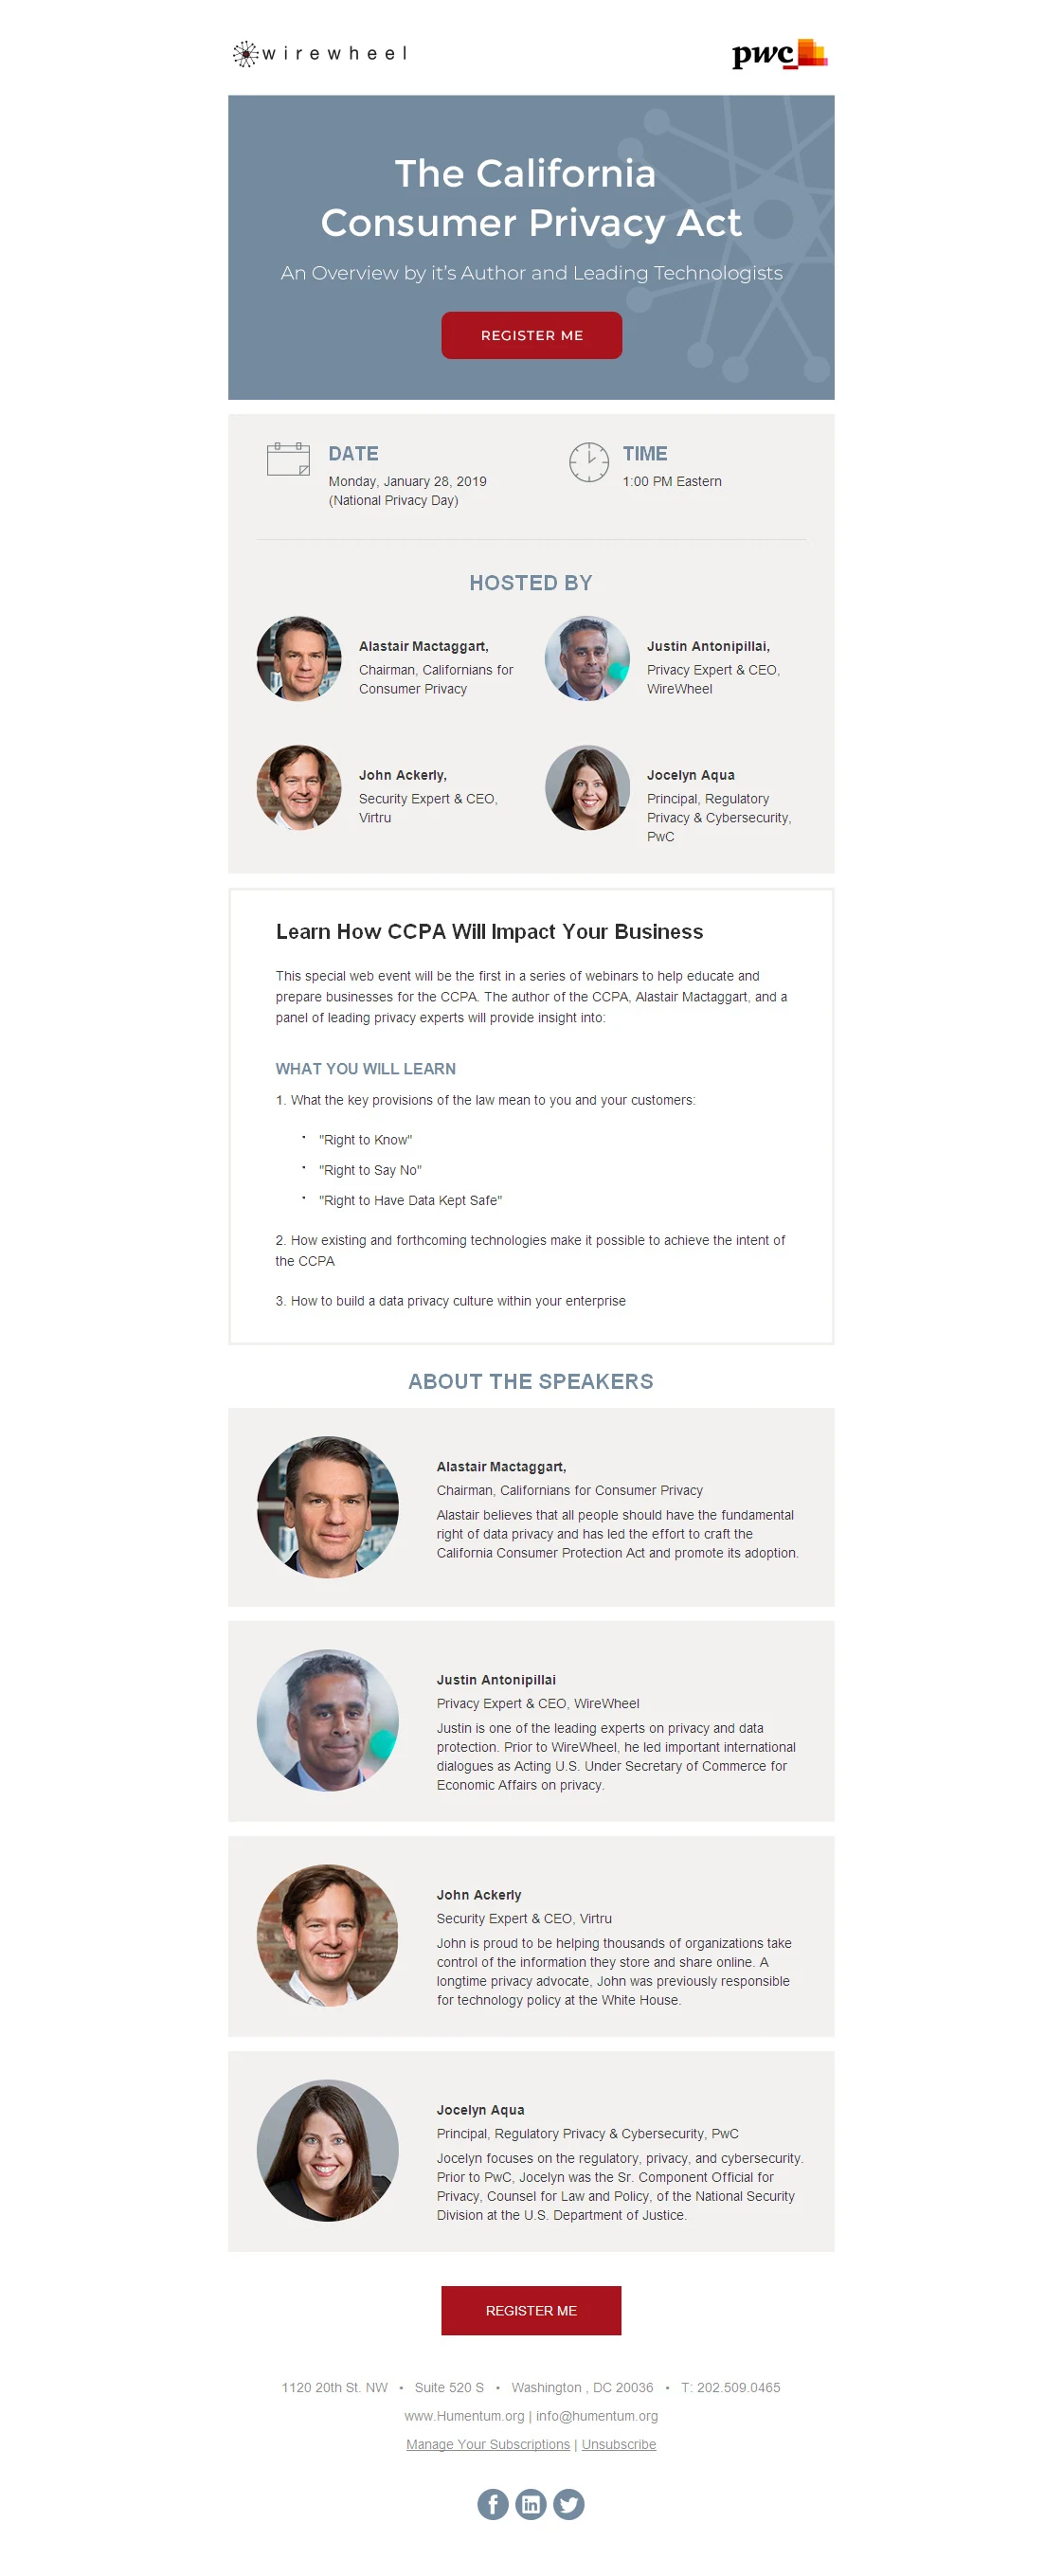 wirewheel
pwc
The California
Consumer Privacy Act
An Overview by it's Author and Leading Technologists
REGISTER ME
DATE
Monday, January 28, 2019
(National Privacy Day)
TIME
1:00 PM Eastern
HOSTED BY
Alastair Mactaggart,
Chairman, Californians for
Consumer Privacy
Justin Antonipillai,
Privacy Expert & CEO,
WireWheel
John Ackerly,
Security Expert & CEO,
Virtru
Jocelyn Aqua
Principal, Regulatory
Privacy & Cybersecurity,
PwC
Learn How CCPA Will Impact Your Business
This special web event will be the first in a series of webinars to help educate and
prepare businesses for the CCPA. The author of the CCPA, Alastair Mactaggart, and a
panel of leading privacy experts will provide insight into:
WHAT YOU WILL LEARN
1. What the key provisions of the law mean to you and your customers:
· "Right to Know"
· "Right to Say No"
· "Right to Have Data Kept Safe"
2. How existing and forthcoming technologies make it possible to achieve the intent of
the CCPA
3. How to build a data privacy culture within your enterprise
ABOUT THE SPEAKERS
Alastair Mactaggart,
Chairman, Californians for Consumer Privacy
Alastair believes that all people should have the fundamental
right of data privacy and has led the effort to craft the
California Consumer Protection Act and promote its adoption.
Justin Antonipillai
Privacy Expert & CEO, WireWheel
Justin is one of the leading experts on privacy and data
protection. Prior to WireWheel, he led important international
dialogues as Acting U.S. Under Secretary of Commerce for
Economic Affairs on privacy.
John Ackerly
Security Expert & CEO, Virtru
John is proud to be helping thousands of organizations take
control of the information they store and share online. A
longtime privacy advocate, John was previously responsible
for technology policy at the White House.
Jocelyn Aqua
Principal, Regulatory Privacy & Cybersecurity, PwC
Jocelyn focuses on the regulatory, privacy, and cybersecurity.
Prior to PwC, Jocelyn was the Sr. Component Official for
Privacy, Counsel for Law and Policy, of the National Security
Division at the U.S. Department of Justice.
REGISTER ME
1120 20th St. NW • Suite 520 S • Washington , DC 20036 • T: 202.509.0465
www.Humentum.org | info@humentum.org
Manage Your Subscriptions | Unsubscribe